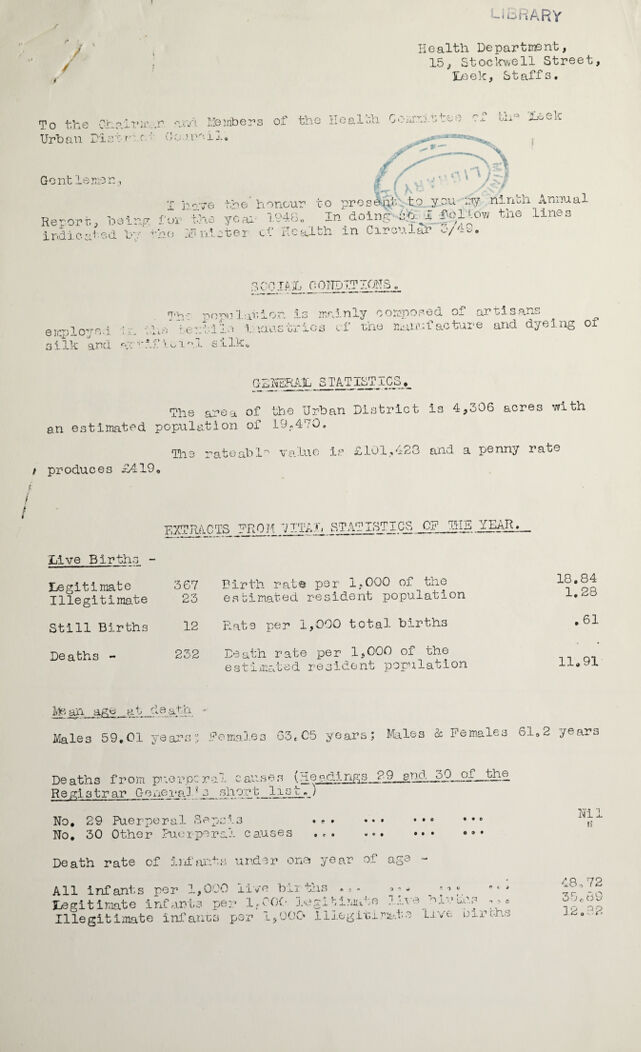 LIBRARY
Health Department,
15, Stockwell Street,
Leek, Staffs.
To the Chairman and Members of the Health Committee of the Leek
Urban District Council.
Gentlemen,
I have the honour to present to you my ninth Annual
Report, being for the year 1948. In doing so I follow the lines
indicated by the Minister of Health in Circular 3/49.
SOCIAL CONDITIONS.
The population is mainly composed of artisans
employed in the textile industries of the manufacture and dyeing of
silk and artificial silk.
GENERAL STATISTICS.
The area of the Urban District is 4,306 acres with
an estimated population of 19,470.
The rateable value is £101,423 and a penny rate
produces £419.
EXTRACTS FROM VITAL STATISTICS OF THE YEAR.
Live Births -
Legitimate 367 Birth rate per 1,000 of the 18.84
Illegitimate 23 estimated resident population 1.28
Still Births 12 Rate per 1,000 total births .61
Deaths - 232 Death rate per 1,000 of the
estimated resident population 11.91
Mean age at death -
Males 59.01 years; Females 63.05 years; Males & Females 61.2 years
Deaths from puerperal causes (Headings 29 and 30 of the
Registrar General's short list.)
No. 29 Puerperal Sepsis ... ... ... ... Nil
No. 30 Other Puerperal causes ... ... ... ... "
Death rate of infants under one year of age -
All infants per 1,000 live births ... ... ... ... 48.72
Legitimate infants per 1,000 legitimate live births ... 35.89
Illegitimate infants per 1,000 illegitimate live births 12.82